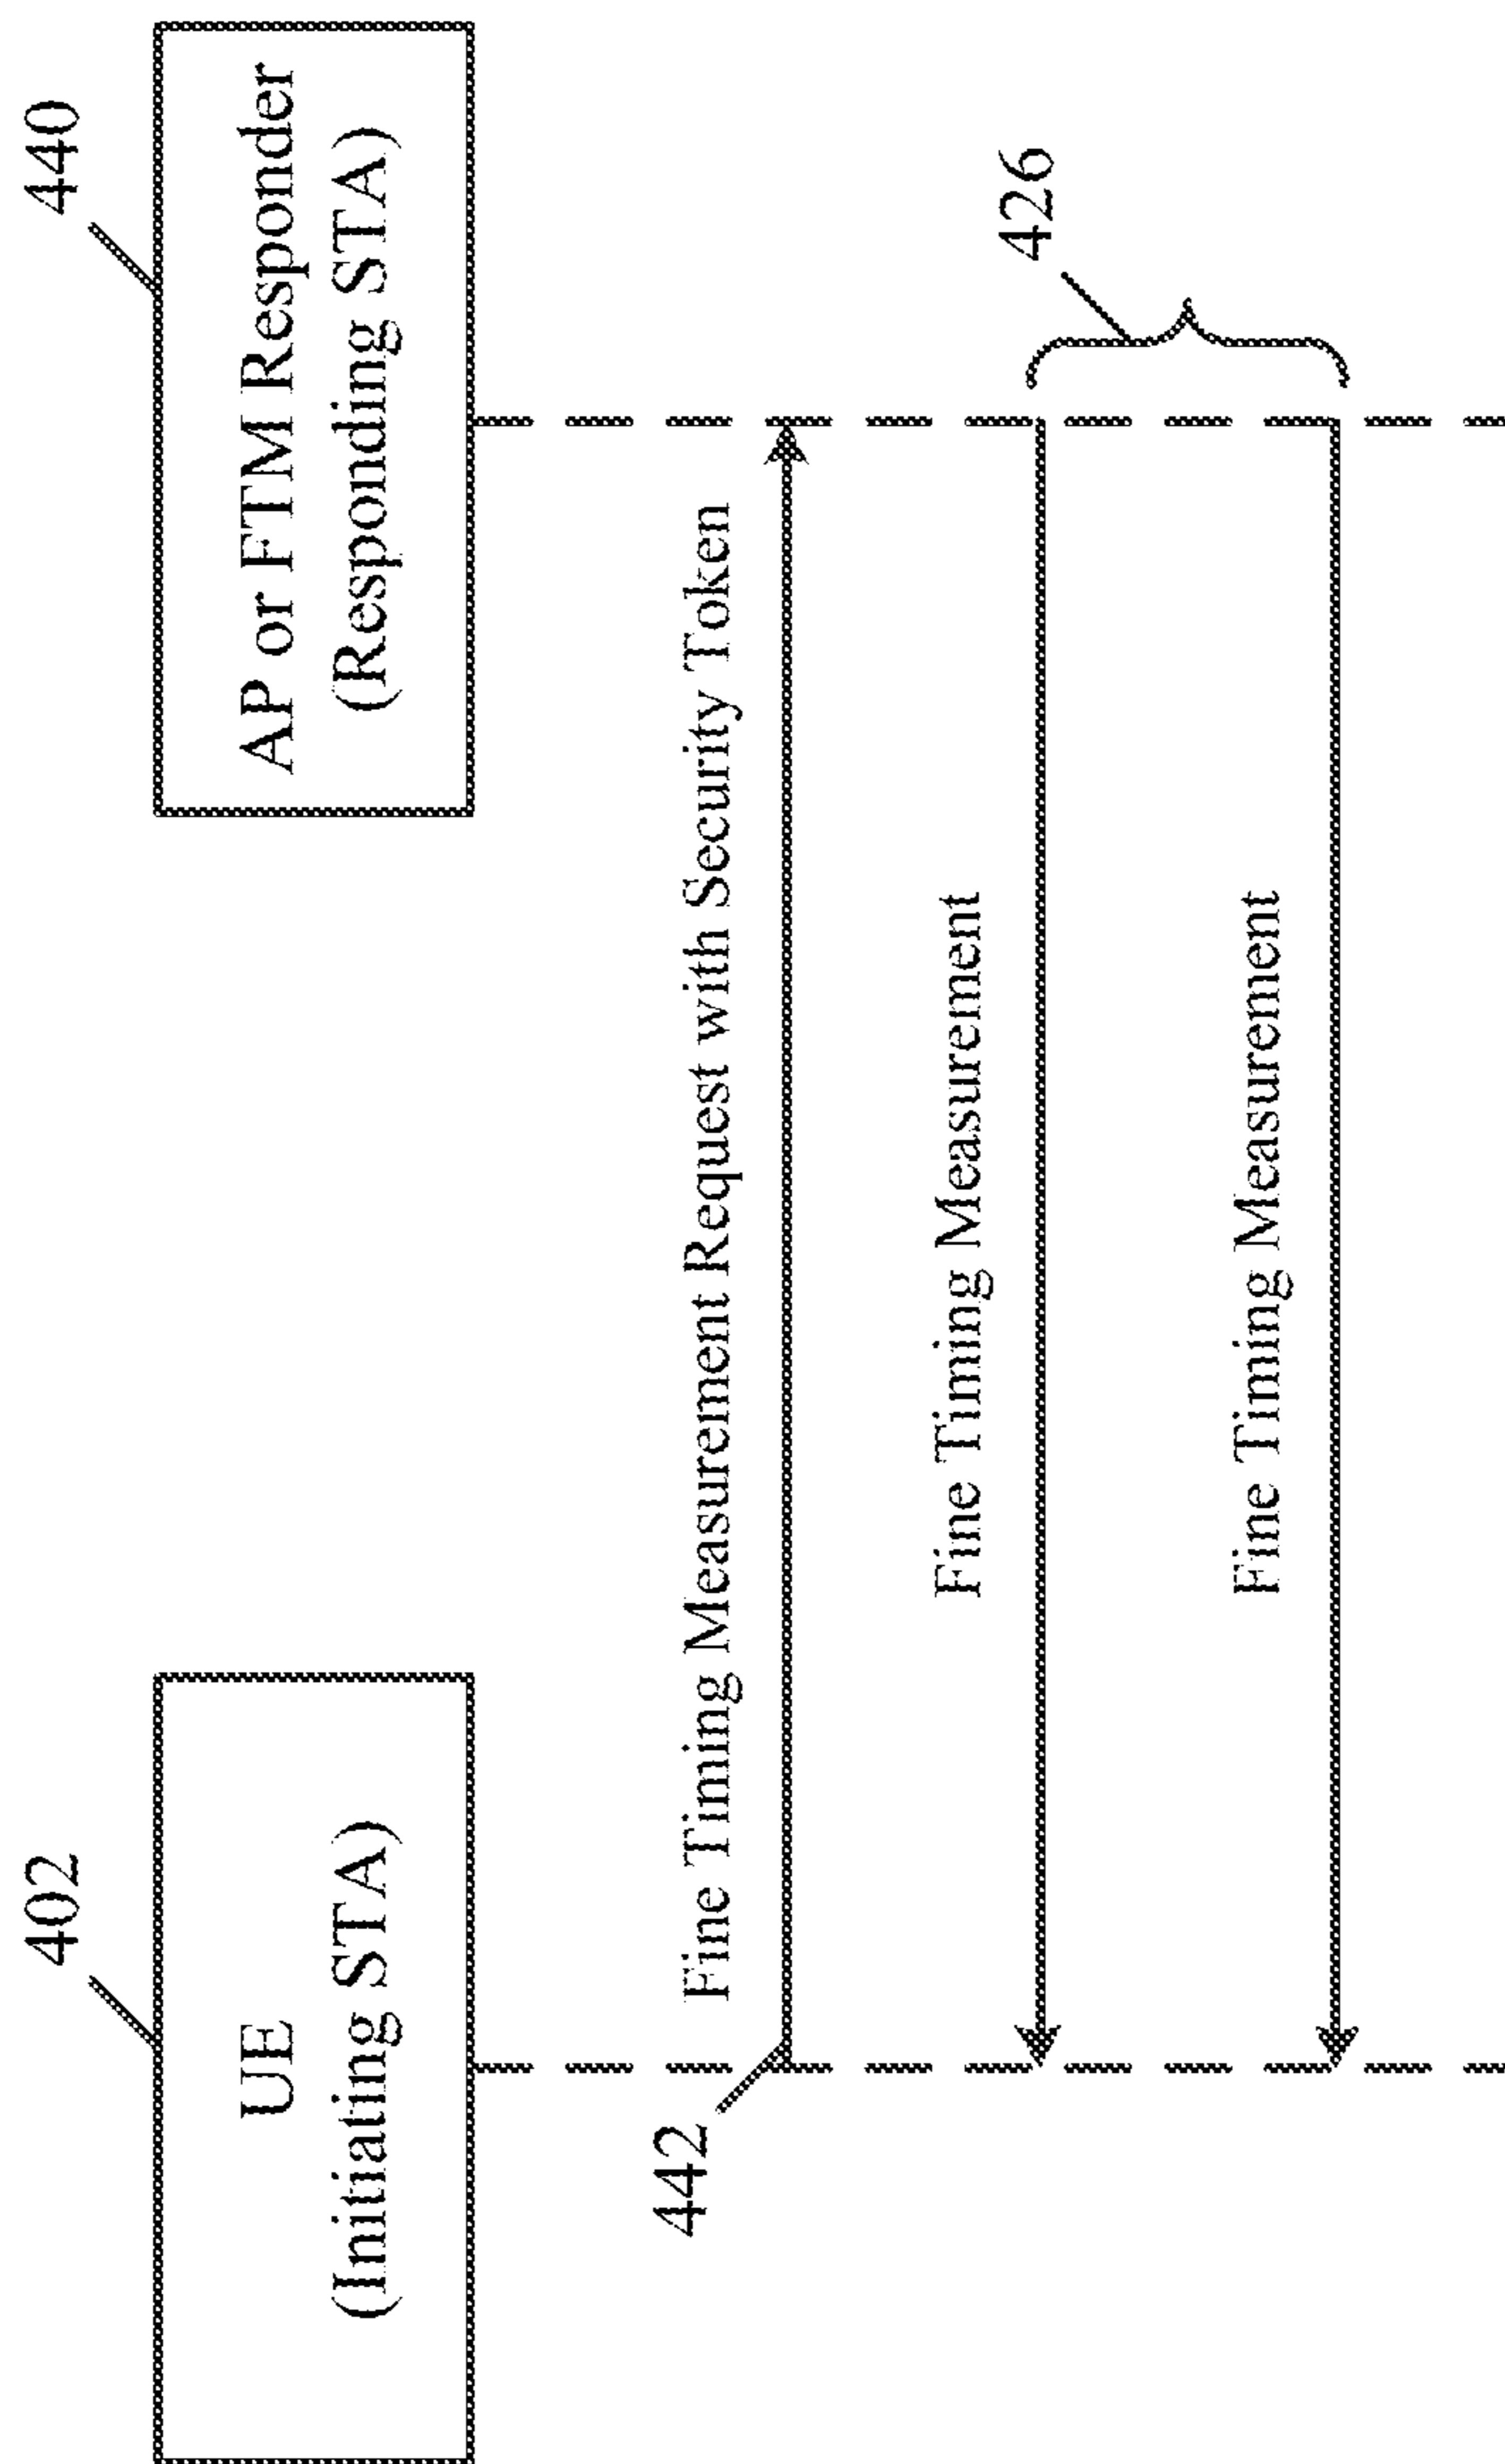 402
UE
(Initiating STA)
440
AP or FTM Responder
(Responding STA)
442
Fine Timing Measurement Request with Security Token
Fine Timing Measurement
426
Fine Timing Measurement